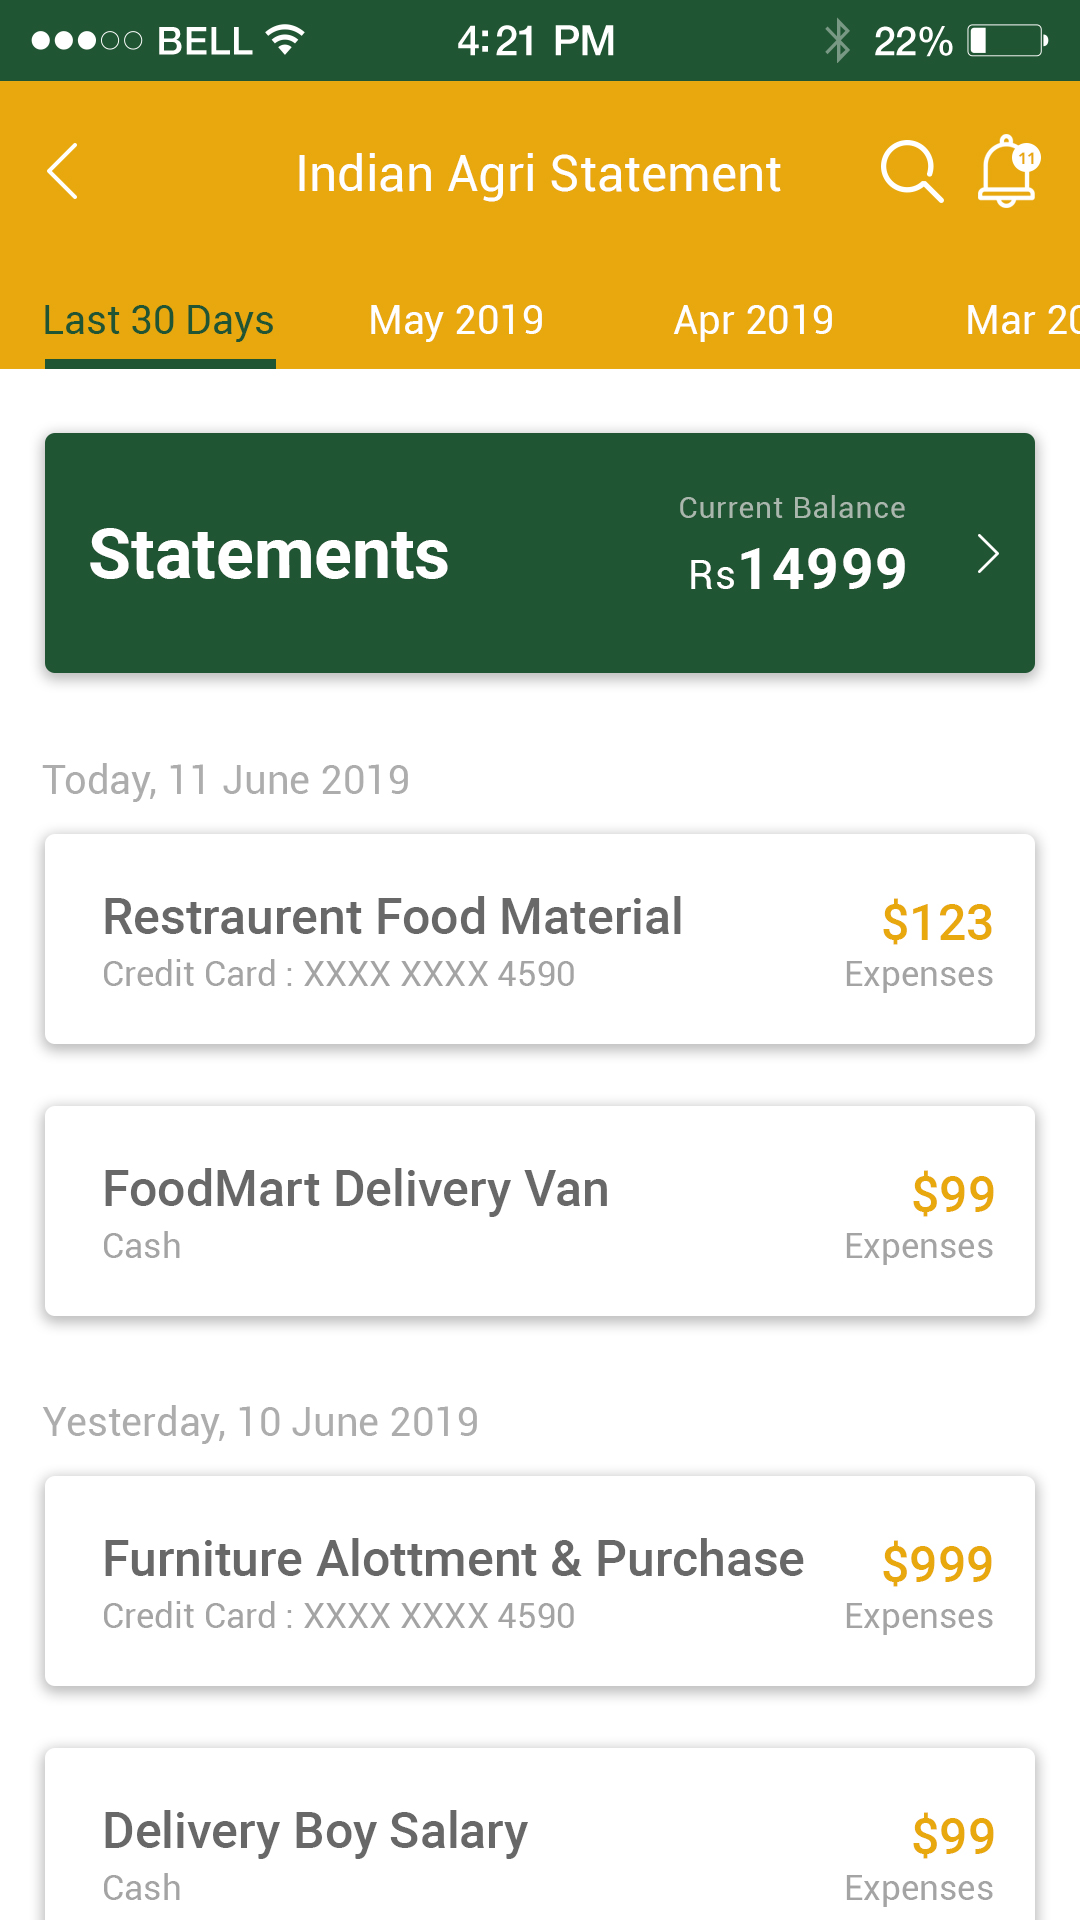 BELL 4:21 PM 22%
Indian Agri Statement 11
Last 30 Days May 2019 Apr 2019 Mar 20
Current Balance
Statements Rs14999
Today, 11 June 2019
Restraurent Food Material $123
Credit Card : XXXX XXXX 4590 Expenses
FoodMart Delivery Van $99
Cash Expenses
Yesterday, 10 June 2019
Furniture Alottment & Purchase $999
Credit Card : XXXX XXXX 4590 Expenses
Delivery Boy Salary $99
Cash Expenses